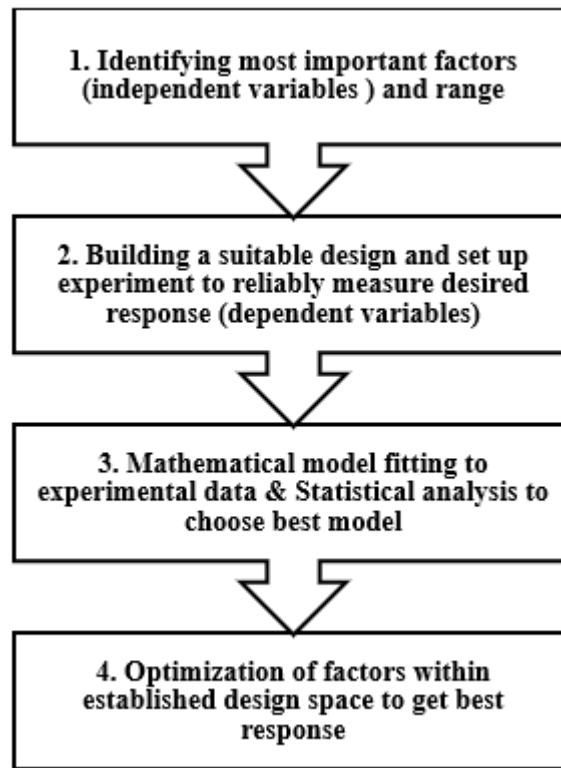 1. Identifying most important factors
(independent variables ) and range
2. Building a suitable design and set up
experiment to reliably measure desired
response (dependent variables)
3. Mathematical model fitting to
experimental data & Statistical analysis to
choose best model
4. Optimization of factors within
established design space to get best
response